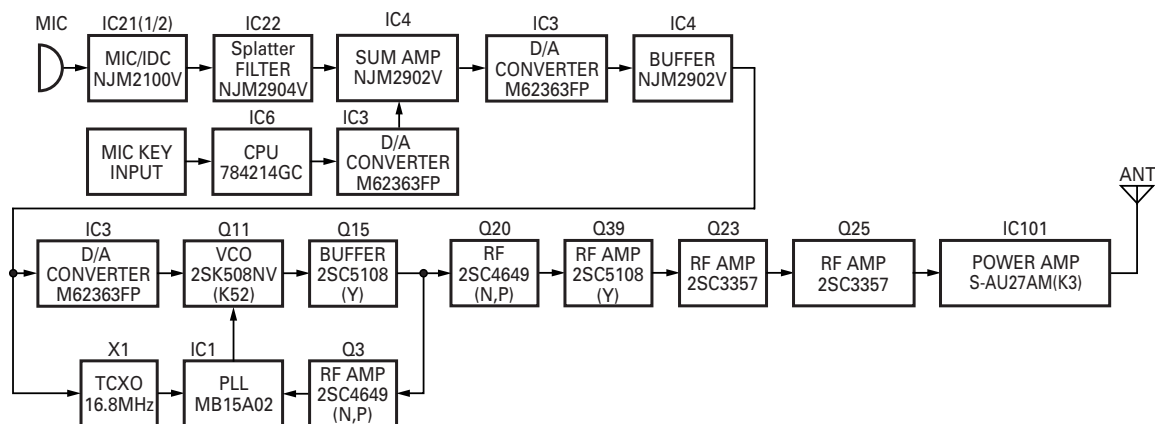 MIC
IC21(1/2)
MIC/IDC
NJM2100V
IC22
Splatter
FILTER
NJM2904V
IC4
SUM AMP
NJM2902V
IC3
D/A
CONVERTER
M62363FP
IC4
BUFFER
NJM2902V
MIC KEY
INPUT
IC6
CPU
784214GC
IC3
D/A
CONVERTER
M62363FP
ANT
IC3
D/A
CONVERTER
M62363FP
Q11
VCO
2SK508NV
(K52)
Q15
BUFFER
2SC5108
(Y)
Q20
RF
2SC4649
(N,P)
Q39
RF AMP
2SC5108
(Y)
Q23
RF AMP
2SC3357
Q25
RF AMP
2SC3357
IC101
POWER AMP
S-AU27AM(K3)
X1
TCXO
16.8MHz
IC1
PLL
MB15A02
Q3
RF AMP
2SC4649
(N,P)